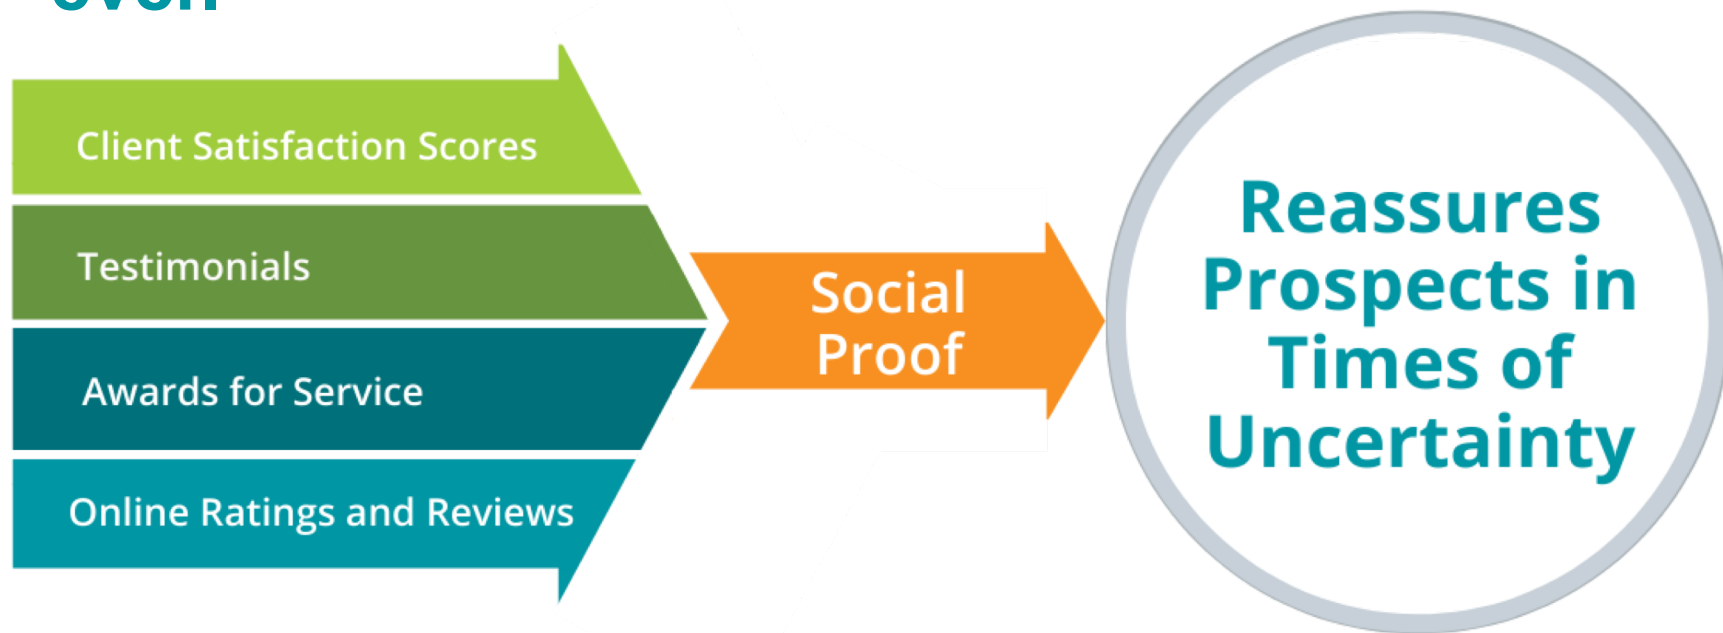 Client Satisfaction Scores
Testimonials
Awards for Service
Online Ratings and Reviews
Social
Proof
Reassures
Prospects in
Times of
Uncertainty